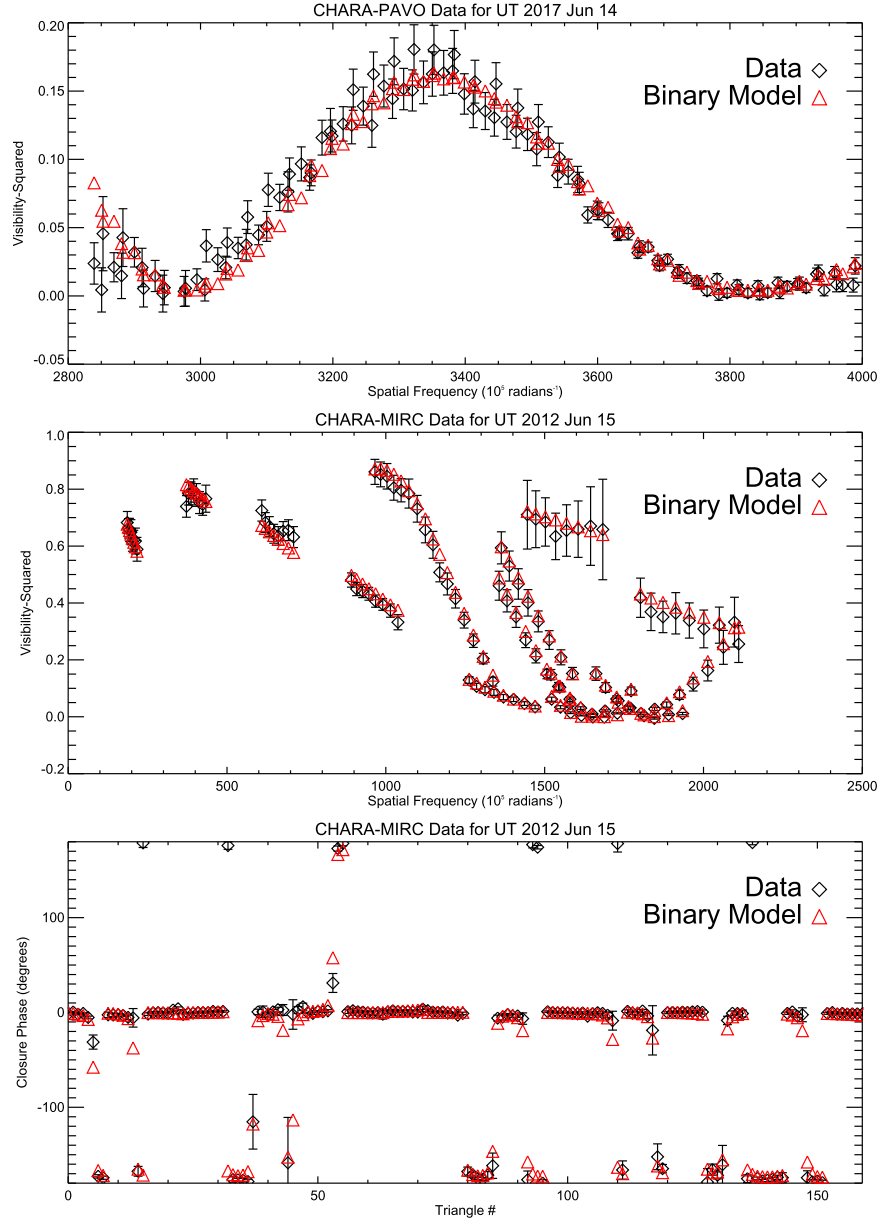 CHARA-PAVO Data for UT 2017 Jun 14
0.20
0.15
0.10
0.05
0.00
-0.05
Visibility-Squared
Data
Binary Model
2800 3000 3200 3400 3600 3800 4000
Spatial Frequency (10⁵ radians⁻¹)
CHARA-MIRC Data for UT 2012 Jun 15
1.0
0.8
0.6
0.4
0.2
0.0
-0.2
Visibility-Squared
Data
Binary Model
0 500 1000 1500 2000 2500
Spatial Frequency (10⁵ radians⁻¹)
CHARA-MIRC Data for UT 2012 Jun 15
100
0
-100
Closure Phase (degrees)
Data
Binary Model
0 50 100 150
Triangle #